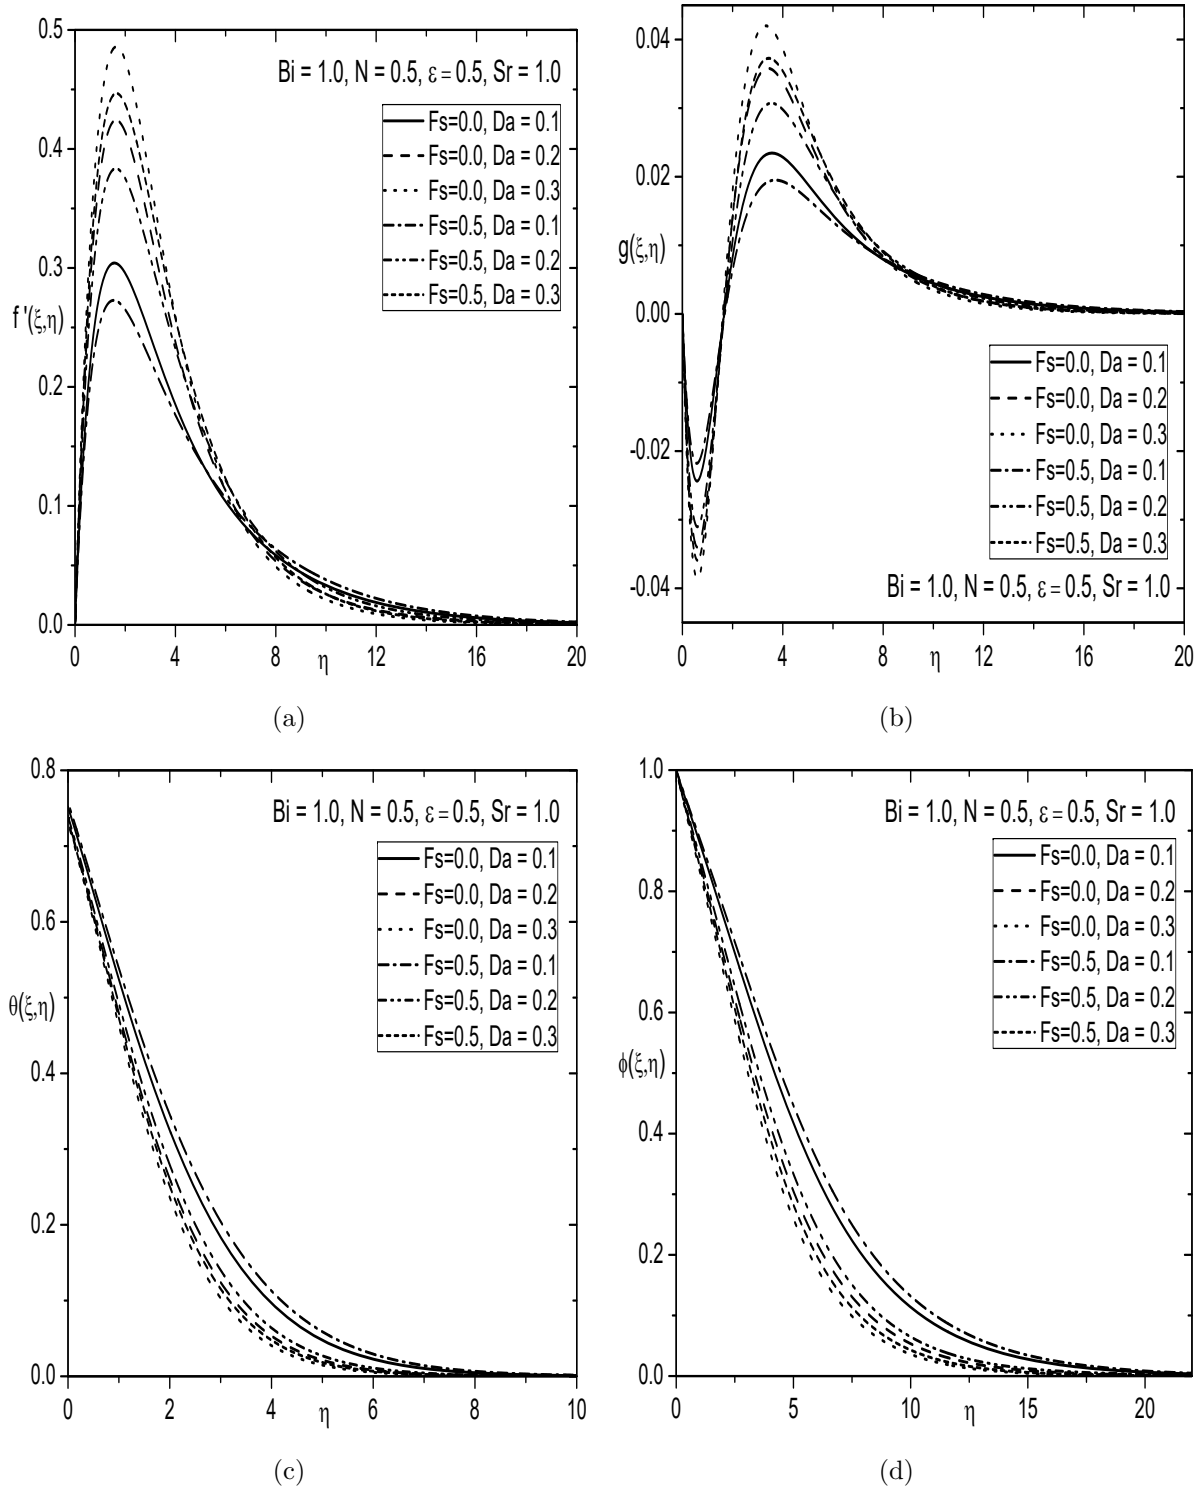 0.5
0.4
0.3
0.2
0.1
0.0
f '(ξ,η)
Bi = 1.0, N = 0.5, ε = 0.5, Sr = 1.0
Fs=0.0, Da = 0.1
Fs=0.0, Da = 0.2
Fs=0.0, Da = 0.3
Fs=0.5, Da = 0.1
Fs=0.5, Da = 0.2
Fs=0.5, Da = 0.3
0 4 8 12 16 20
η
(a)
0.04
0.02
0.00
-0.02
-0.04
g(ξ,η)
Fs=0.0, Da = 0.1
Fs=0.0, Da = 0.2
Fs=0.0, Da = 0.3
Fs=0.5, Da = 0.1
Fs=0.5, Da = 0.2
Fs=0.5, Da = 0.3
Bi = 1.0, N = 0.5, ε = 0.5, Sr = 1.0
0 4 8 12 16 20
η
(b)
0.8
0.6
0.4
0.2
0.0
θ(ξ,η)
Bi = 1.0, N = 0.5, ε = 0.5, Sr = 1.0
Fs=0.0, Da = 0.1
Fs=0.0, Da = 0.2
Fs=0.0, Da = 0.3
Fs=0.5, Da = 0.1
Fs=0.5, Da = 0.2
Fs=0.5, Da = 0.3
0 2 4 6 8 10
η
(c)
1.0
0.8
0.6
0.4
0.2
0.0
ϕ(ξ,η)
Bi = 1.0, N = 0.5, ε = 0.5, Sr = 1.0
Fs=0.0, Da = 0.1
Fs=0.0, Da = 0.2
Fs=0.0, Da = 0.3
Fs=0.5, Da = 0.1
Fs=0.5, Da = 0.2
Fs=0.5, Da = 0.3
0 5 10 15 20
η
(d)